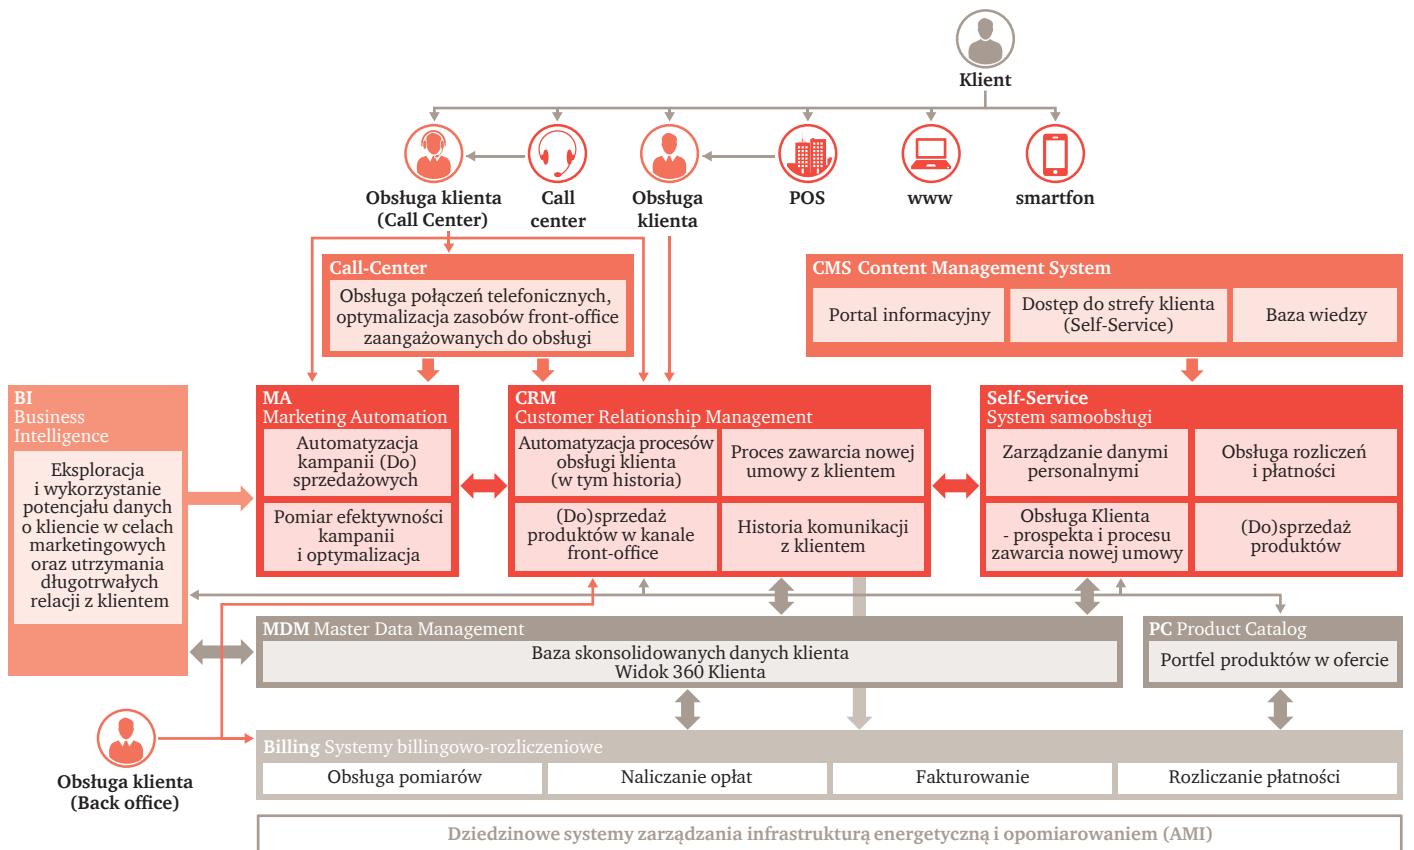 Klient
Obsługa klienta
(Call Center)
Call
center
Obsługa
klienta
POS
www
smartfon
Call-Center
Obsługa połączeń telefonicznych,
optymalizacja zasobów front-office
zaangażowanych do obsługi
CMS Content Management System
Portal informacyjny
Dostęp do strefy klienta
(Self-Service)
Baza wiedzy
BI
Business
Intelligence
Eksploracja
i wykorzystanie
potencjału danych
o kliencie w celach
marketingowych
oraz utrzymania
długotrwałych
relacji z klientem
MA
Marketing Automation
Automatyzacja
kampanii (Do)
sprzedażowych
Pomiar efektywności
kampanii
i optymalizacja
CRM
Customer Relationship Management
Automatyzacja procesów
obsługi klienta
(w tym historia)
Proces zawarcia nowej
umowy z klientem
(Do)sprzedaż
produktów w kanale
front-office
Historia komunikacji
z klientem
Self-Service
System samoobsługi
Zarządzanie danymi
personalnymi
Obsługa rozliczeń
i płatności
Obsługa Klienta
- prospekta i procesu
zawarcia nowej umowy
(Do)sprzedaż
produktów
MDM Master Data Management
Baza skonsolidowanych danych klienta
Widok 360 Klienta
PC Product Catalog
Portfel produktów w ofercie
Obsługa klienta
(Back office)
Billing Systemy billingowo-rozliczeniowe
Obsługa pomiarów
Naliczanie opłat
Fakturowanie
Rozliczanie płatności
Dziedzinowe systemy zarządzania infrastrukturą energetyczną i opomiarowaniem (AMI)